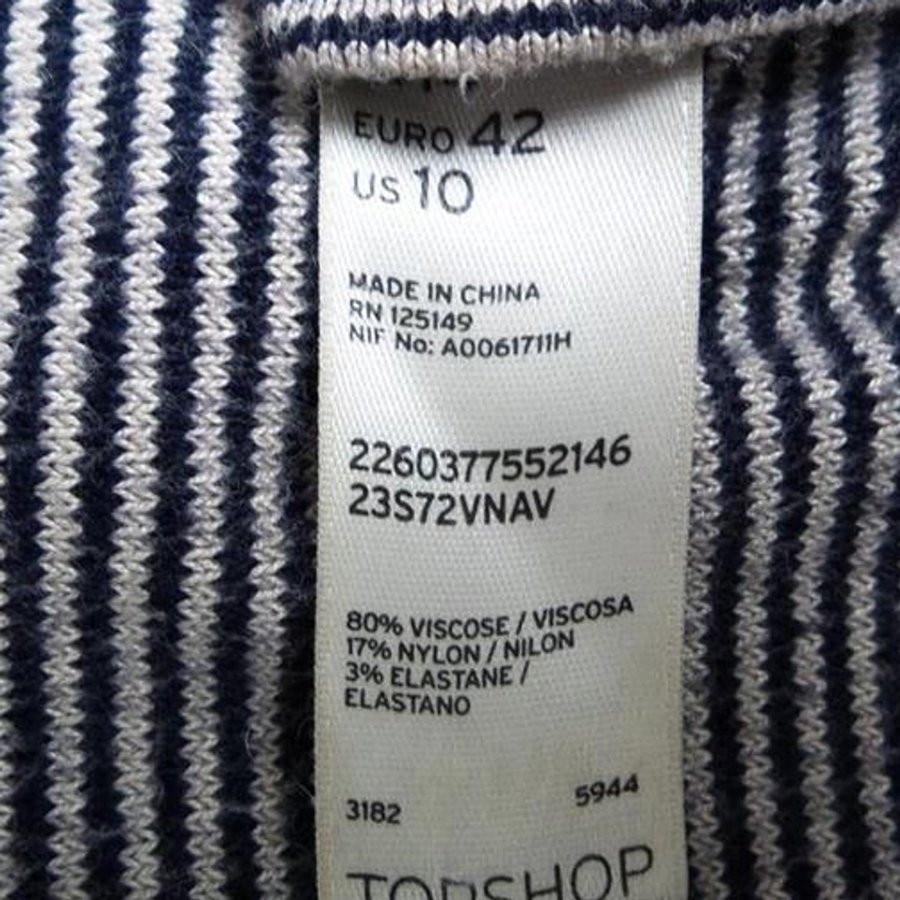 EURO 42
US 10
MADE IN CHINA
RN 125149
NIF No: A0061711H
2260377552146
23S72VNAV
80% VISCOSE / VISCOSA
17% NYLON / NILON
3% ELASTANE /
ELASTANO
3182 5944
TOPSHOP